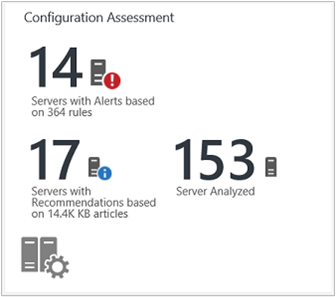 Configuration Assessment
14
Servers with Alerts based
on 364 rules
17
Servers with
Recommendations based
on 14.4K KB articles
153
Server Analyzed